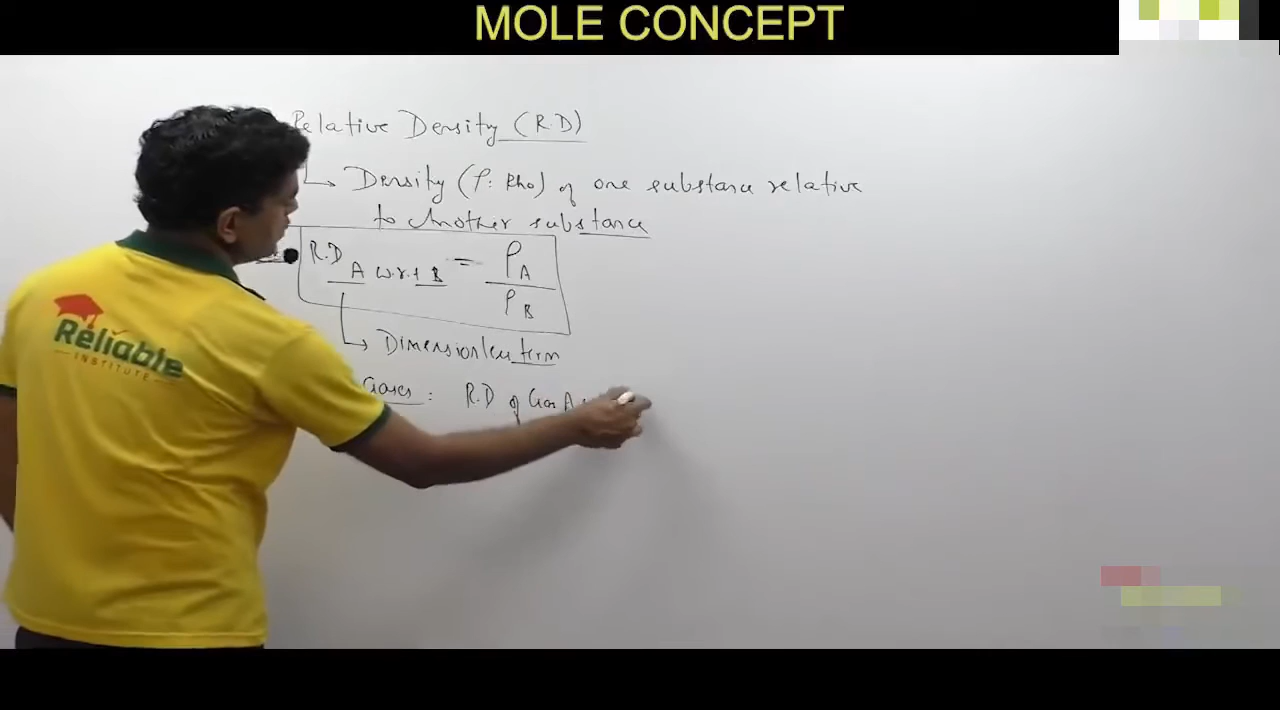 MOLE CONCEPT
Relative Density (R.D)
Density (ρ: Rho) of one substance relative
to Another substance
R.D A w.r.t B = ρA / ρB
Dimensionless term
Gases : R.D of Gas A
Reliable
INSTITUTE